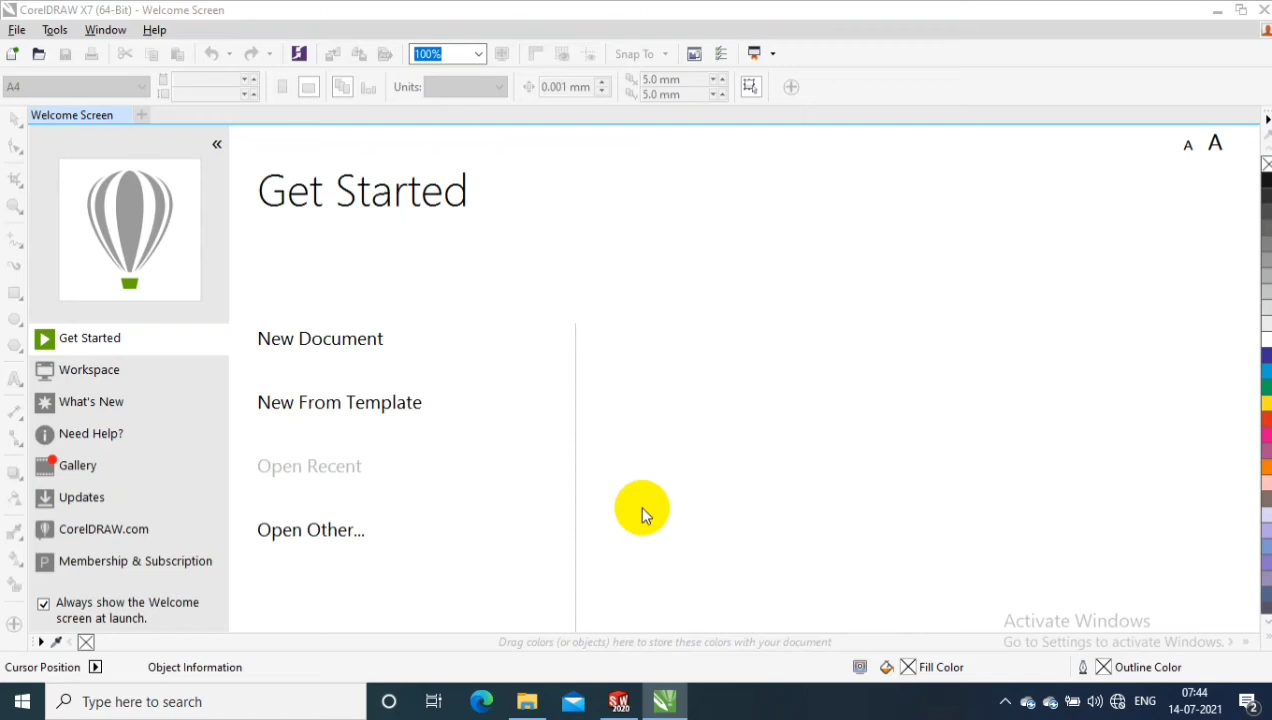 CorelDRAW X7 (64-Bit) - Welcome Screen
File Tools Window Help
100% Snap To
A4 Units: 0.001 mm 5.0 mm
5.0 mm
Welcome Screen
A A
Get Started
Get Started
Workspace
What's New
Need Help?
Gallery
Updates
CorelDRAW.com
Membership & Subscription
Always show the Welcome
screen at launch.
New Document
New From Template
Open Recent
Open Other...
Activate Windows
Go to Settings to activate Windows.
Drag colors (or objects) here to store these colors with your document
Cursor Position Object Information Fill Color Outline Color
Type here to search
SW
2020
ENG
07:44
14-07-2021
2